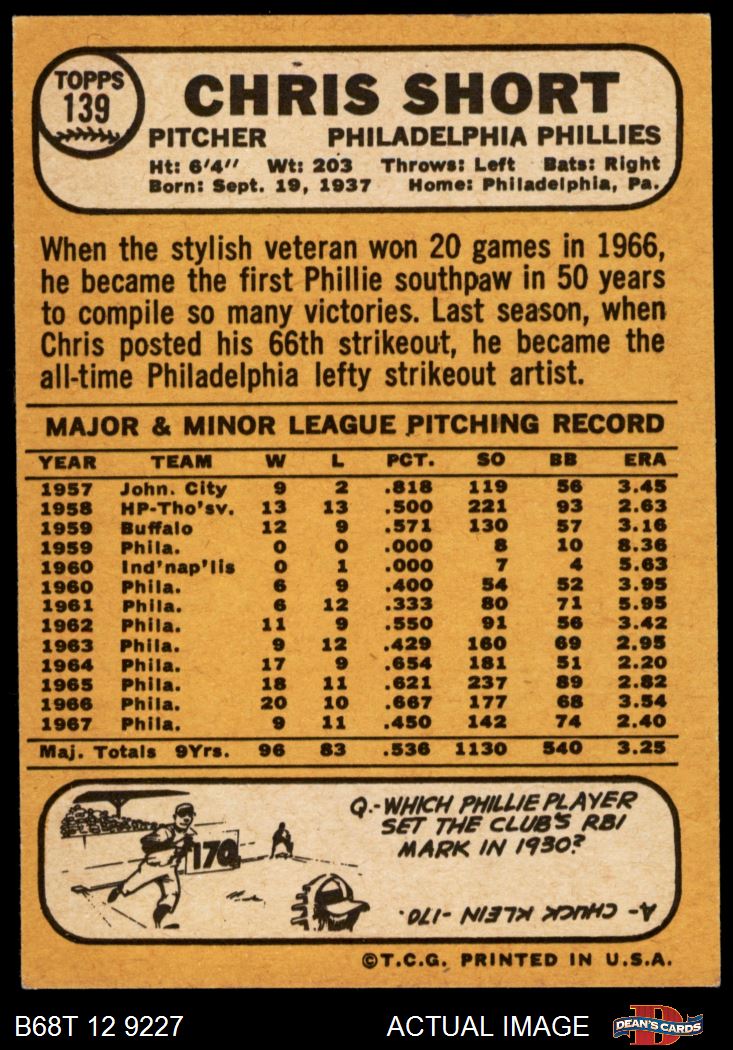 TOPPS
139
CHRIS SHORT
PITCHER PHILADELPHIA PHILLIES
Ht: 6'4" Wt: 203 Throws: Left Bats: Right
Born: Sept. 19, 1937 Home: Philadelphia, Pa.
When the stylish veteran won 20 games in 1966,
he became the first Phillie southpaw in 50 years
to compile so many victories. Last season, when
Chris posted his 66th strikeout, he became the
all-time Philadelphia lefty strikeout artist.
MAJOR & MINOR LEAGUE PITCHING RECORD
YEAR TEAM W L PCT. SO BB ERA
1957 John. City 9 2 .818 119 56 3.45
1958 HP-Tho'sv. 13 13 .500 221 93 2.63
1959 Buffalo 12 9 .571 130 57 3.16
1959 Phila. 0 0 .000 8 10 8.36
1960 Ind'nap'lis 0 1 .000 7 4 5.63
1960 Phila. 6 9 .400 54 52 3.95
1961 Phila. 6 12 .333 80 71 5.95
1962 Phila. 11 9 .550 91 56 3.42
1963 Phila. 9 12 .429 160 69 2.95
1964 Phila. 17 9 .654 181 51 2.20
1965 Phila. 18 11 .621 237 89 2.82
1966 Phila. 20 10 .667 177 68 3.54
1967 Phila. 9 11 .450 142 74 2.40
Maj. Totals 9Yrs. 96 83 .536 1130 540 3.25
170
Q.-WHICH PHILLIE PLAYER
SET THE CLUB'S RBI
MARK IN 1930?
A- CHUCK KLEIN -170.
©T.C.G. PRINTED IN U.S.A.
B68T 12 9227 ACTUAL IMAGE D DEAN'S CARDS